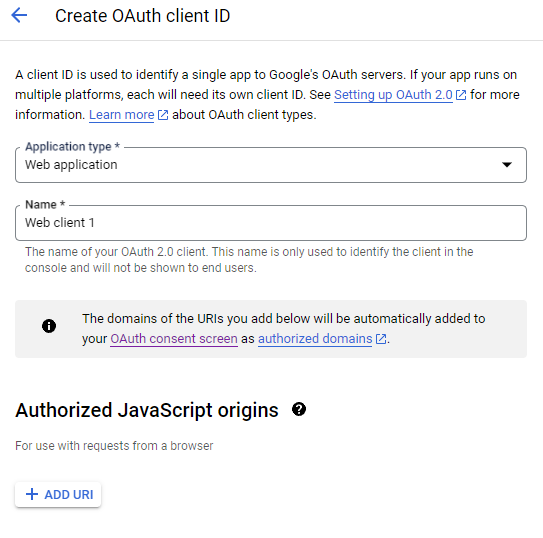 Create OAuth client ID
A client ID is used to identify a single app to Google's OAuth servers. If your app runs on
multiple platforms, each will need its own client ID. See Setting up OAuth 2.0 for more
information. Learn more about OAuth client types.
Application type *
Web application
Name *
Web client 1
The name of your OAuth 2.0 client. This name is only used to identify the client in the
console and will not be shown to end users.
The domains of the URIs you add below will be automatically added to
your OAuth consent screen as authorized domains.
Authorized JavaScript origins
For use with requests from a browser
+ ADD URI